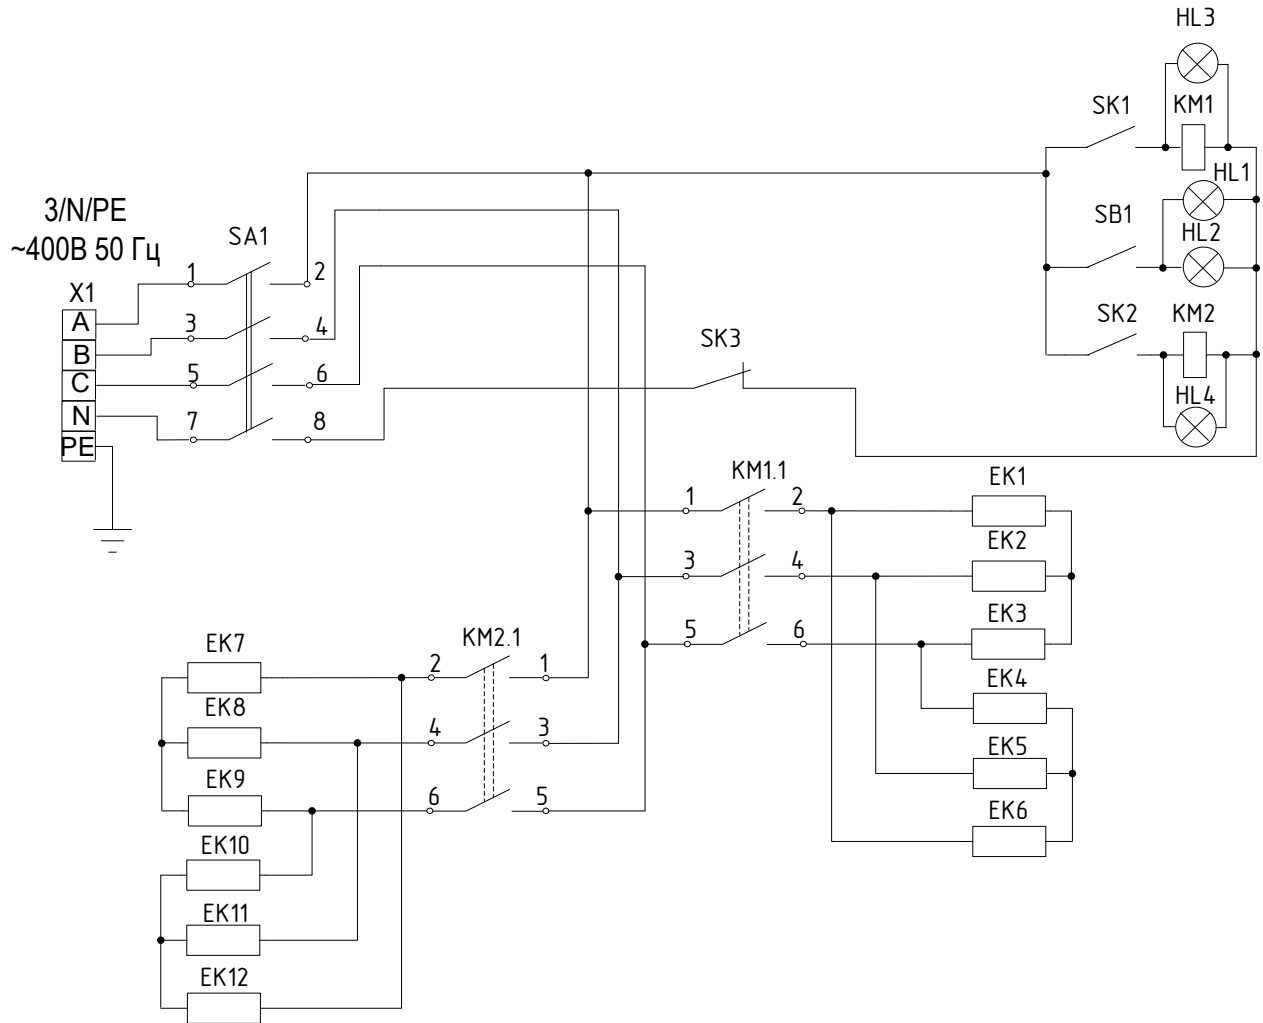 HL3
SK1
KM1
HL1
3/N/PE
~400В 50 Гц
SA1
SB1
HL2
1
2
X1
A
3
4
SK2
KM2
B
SK3
C
5
6
HL4
N
7
8
PE
KM1.1
EK1
1
2
EK2
3
4
EK3
5
6
KM2.1
EK7
2
1
EK4
EK8
4
3
EK5
EK9
6
5
EK6
EK10
EK11
EK12